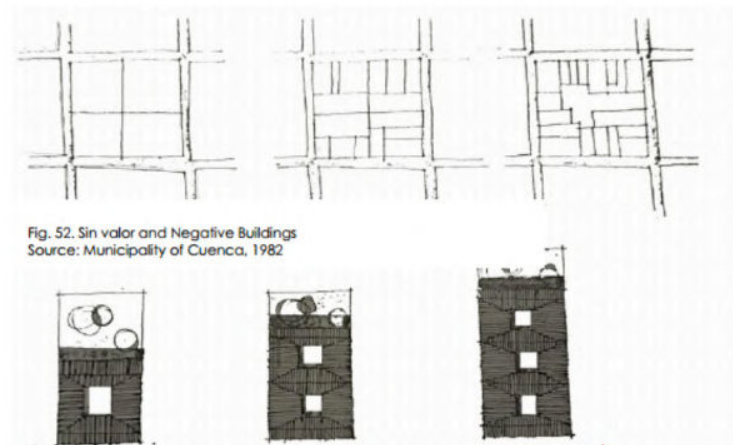 Fig. 52. Sin valor and Negative Buildings
Source: Municipality of Cuenca, 1982